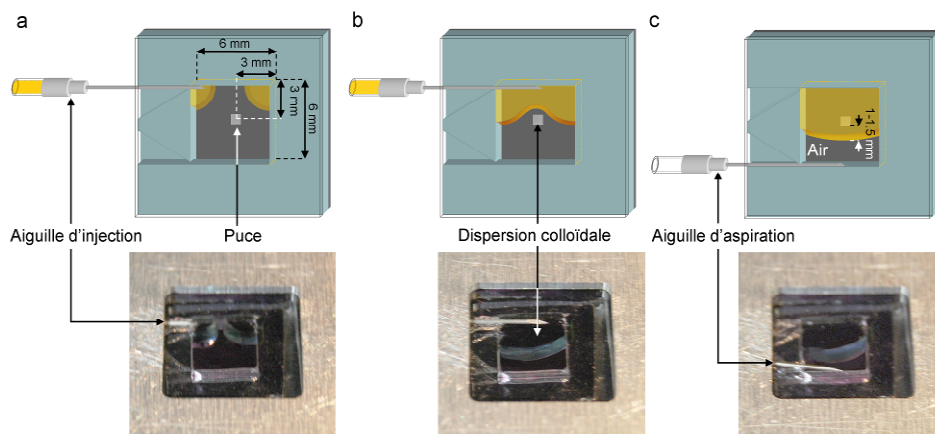 a
b
c
6 mm
3 mm
3 mm
6 mm
1-1,5 mm
Air
Aiguille d'injection
Puce
Dispersion colloïdale
Aiguille d'aspiration